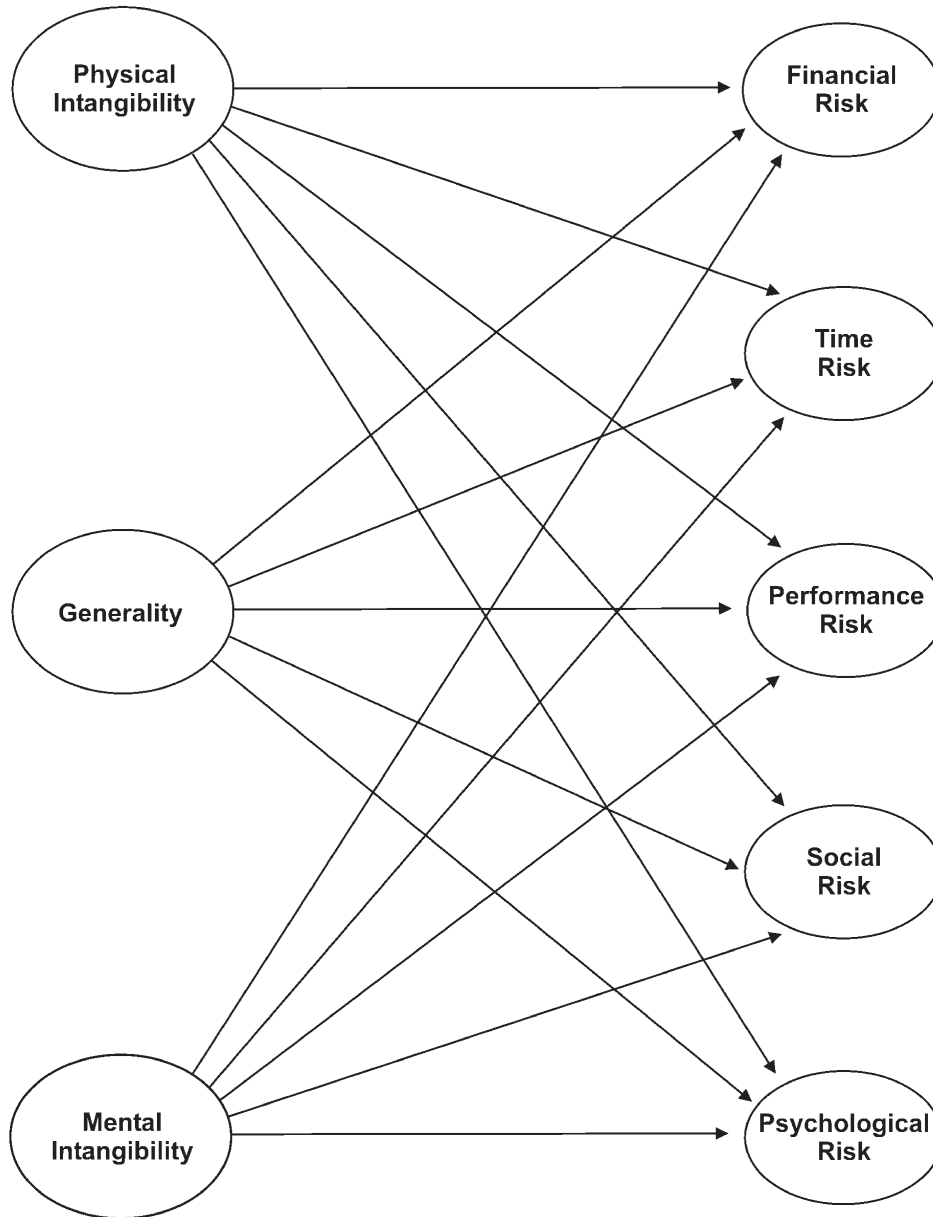 Physical
Intangibility
Financial
Risk
Time
Risk
Generality
Performance
Risk
Social
Risk
Mental
Intangibility
Psychological
Risk